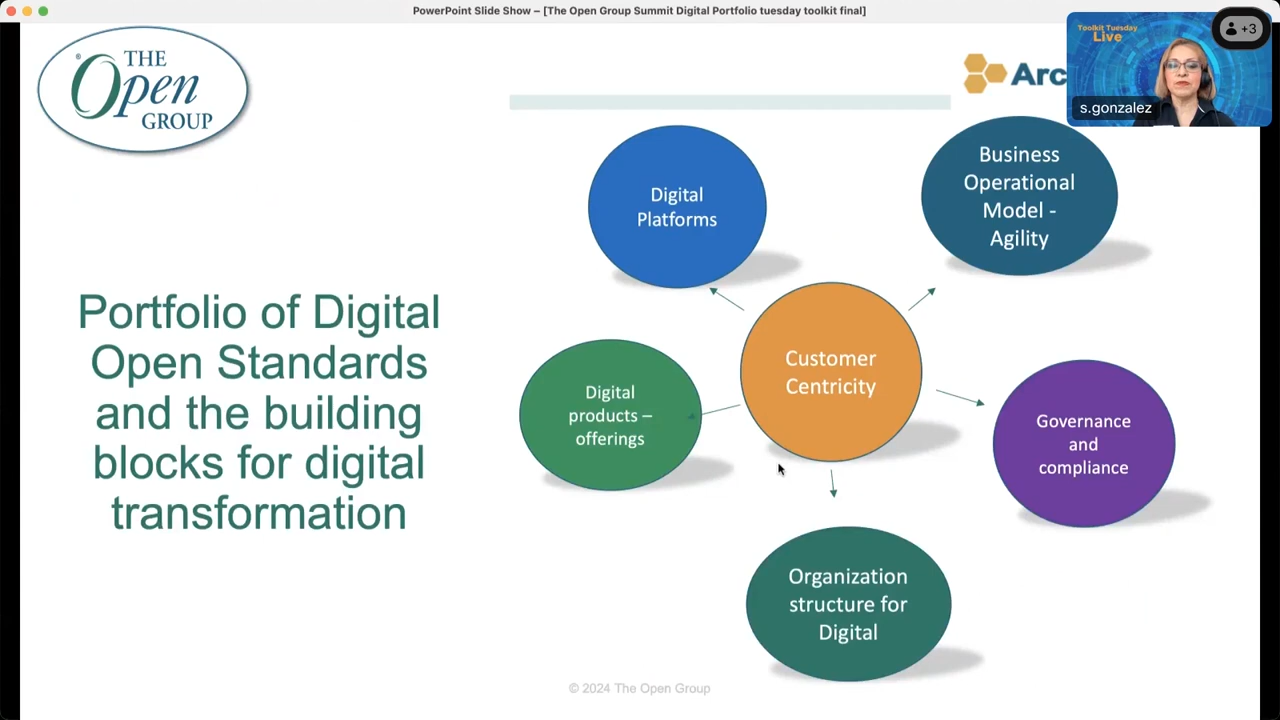 PowerPoint Slide Show – [The Open Group Summit Digital Portfolio tuesday toolkit final]
THE
Open
GROUP
®
Arc
Toolkit Tuesday
Live
+3
s.gonzalez
Portfolio of Digital
Open Standards
and the building
blocks for digital
transformation
Digital
Platforms
Business
Operational
Model -
Agility
Customer
Centricity
Digital
products –
offerings
Governance
and
compliance
Organization
structure for
Digital
© 2024 The Open Group